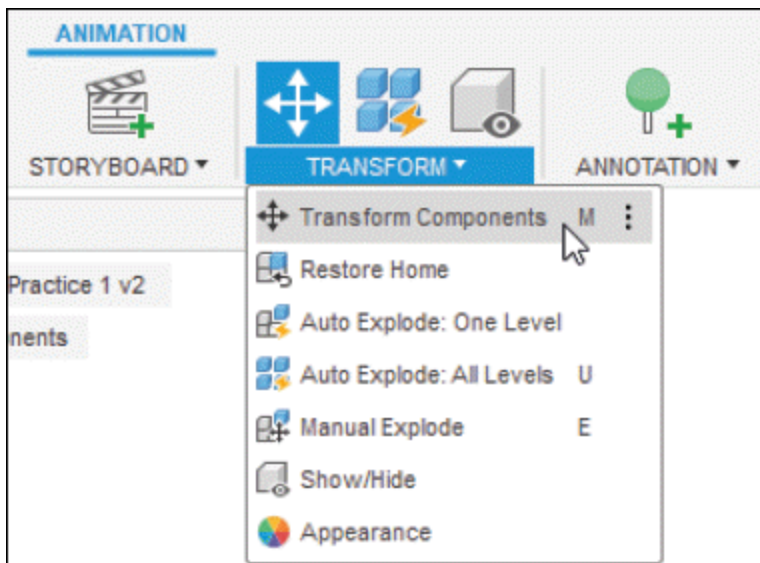 ANIMATION
STORYBOARD
TRANSFORM
ANNOTATION
Transform Components M
Restore Home
Auto Explode: One Level
Auto Explode: All Levels U
Manual Explode E
Show/Hide
Appearance
Practice 1 v2
nents